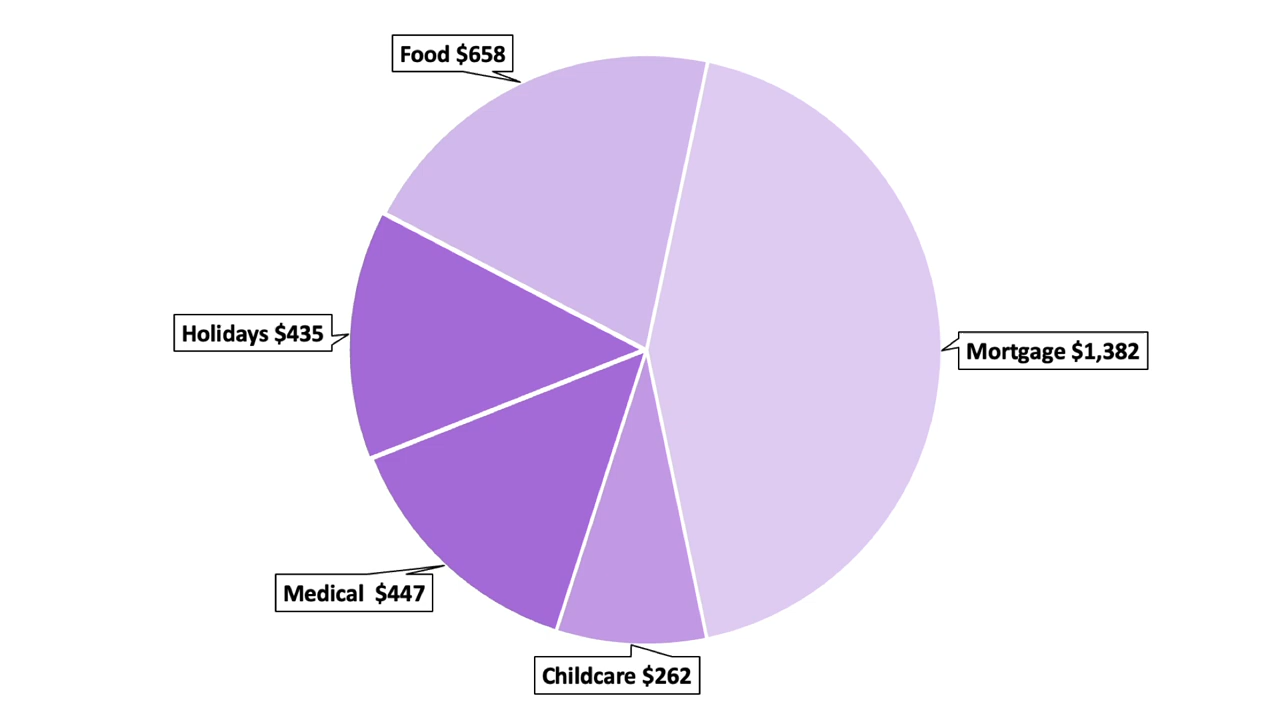 Food $658
Holidays $435
Mortgage $1,382
Medical  $447
Childcare $262